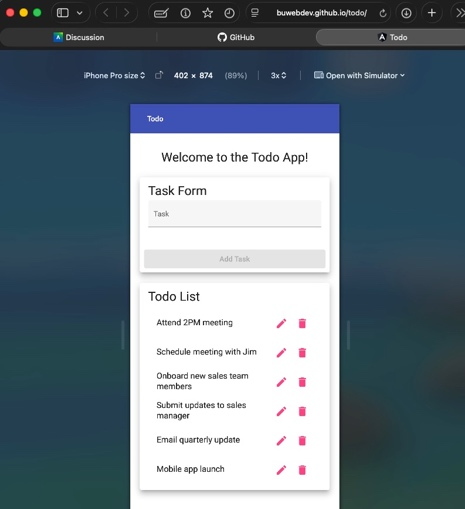 buwebdev.github.io/todo/
Discussion
GitHub
Todo
iPhone Pro size
402 × 874
(89%)
3x
Open with Simulator
Todo
Welcome to the Todo App!
Task Form
Task
Add Task
Todo List
Attend 2PM meeting
Schedule meeting with Jim
Onboard new sales team
members
Submit updates to sales
manager
Email quarterly update
Mobile app launch